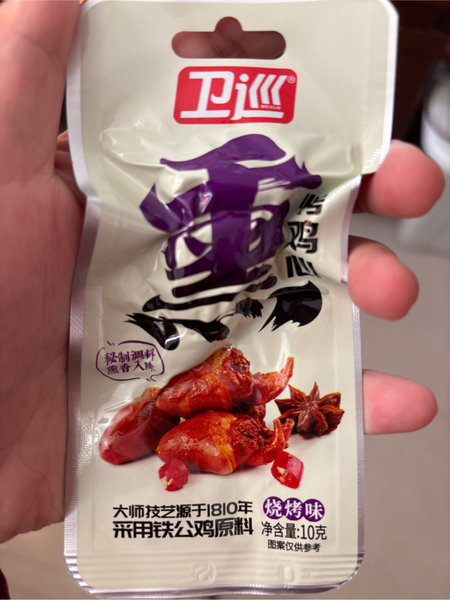 卫巡®
熏
鸡心
秘制调料
熏香入味
大师技艺源于1810年
采用铁公鸡原料
烧烤味
净含量:10克
图案仅供参考